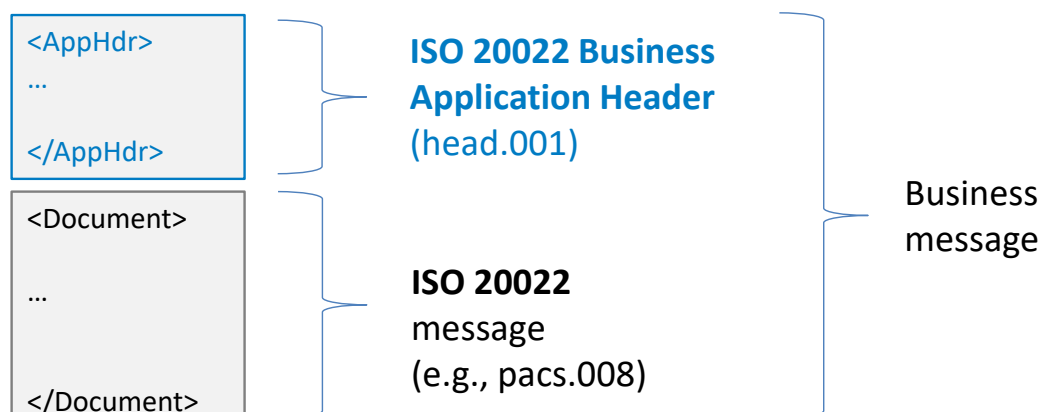 <AppHdr>
…
</AppHdr>
ISO 20022 Business
Application Header
(head.001)
<Document>
…
</Document>
ISO 20022
message
(e.g., pacs.008)
Business
message